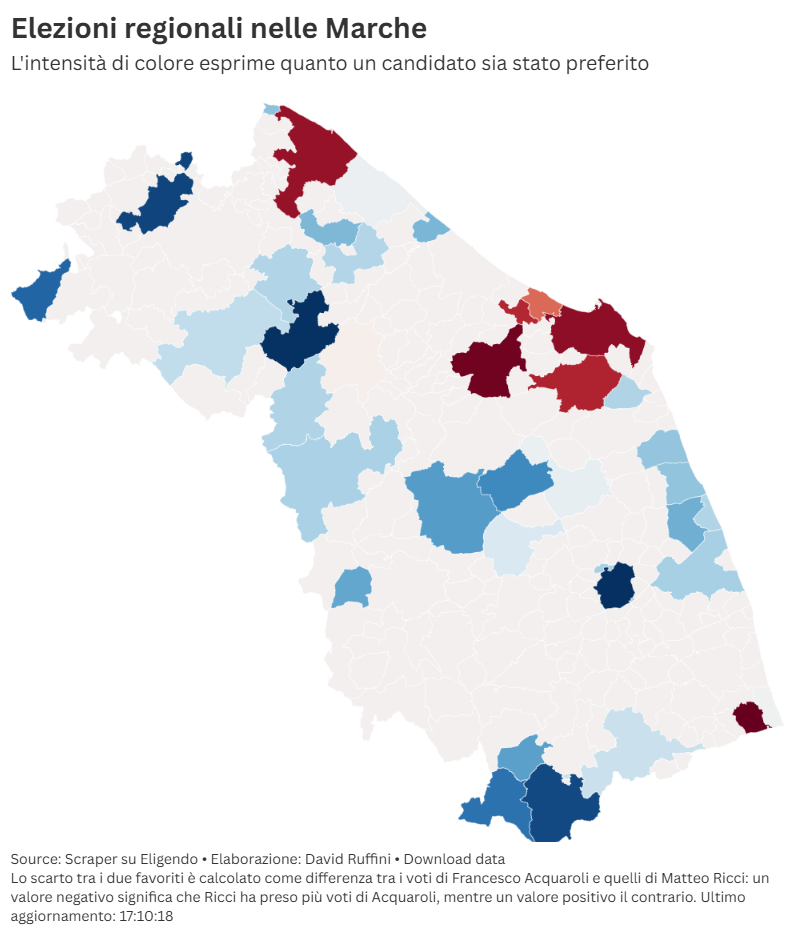 Elezioni regionali nelle Marche
L'intensità di colore esprime quanto un candidato sia stato preferito
Source: Scraper su Eligendo • Elaborazione: David Ruffini • Download data
Lo scarto tra i due favoriti è calcolato come differenza tra i voti di Francesco Acquaroli e quelli di Matteo Ricci: un
valore negativo significa che Ricci ha preso più voti di Acquaroli, mentre un valore positivo il contrario. Ultimo
aggiornamento: 17:10:18